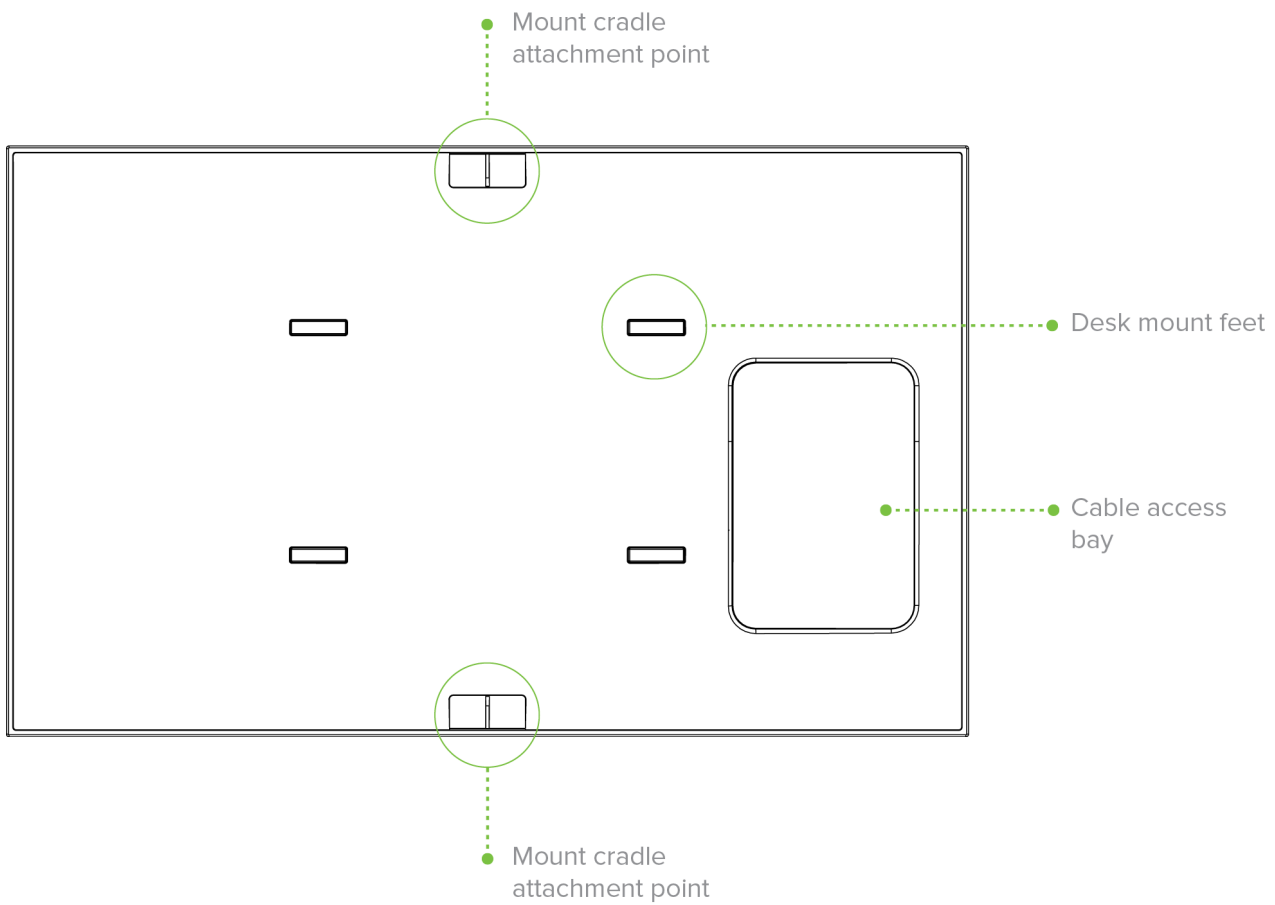 Mount cradle
attachment point
Desk mount feet
Cable access
bay
Mount cradle
attachment point